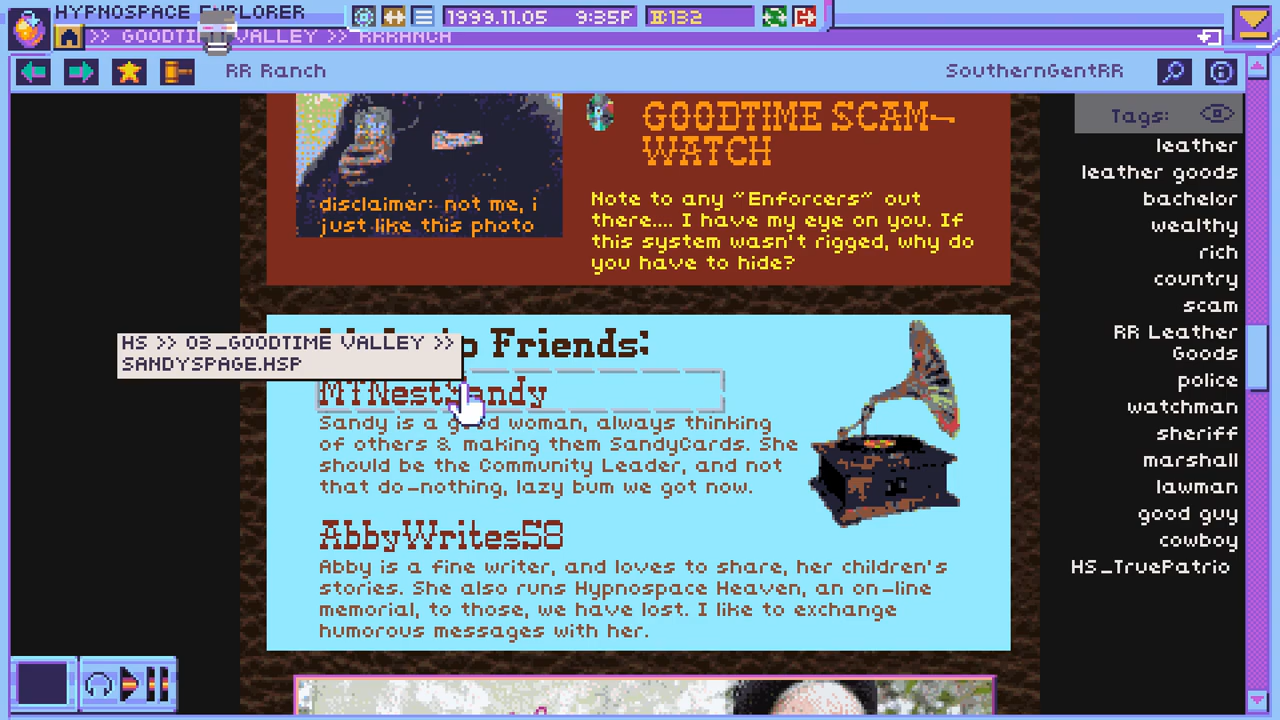 HYPNOSPACE EXPLORER
1999.11.05 9:35P
132
>> GOODTI VALLEY >> RRRANCH
RR Ranch
SouthernGentRR
disclaimer: not me, i
just like this photo
GOODTIME SCAM-
WATCH
Note to any ~Enforcers~ out
there.... I have my eye on you. If
this system wasn't rigged, why do
you have to hide?
Friends:
HS >> 03_GOODTIME VALLEY >>
SANDYSPAGE.HSP
MTNestSandy
Sandy is a good woman, always thinking
of others & making them SandyCards. She
should be the Community Leader, and not
that do-nothing, lazy bum we got now.
AbbyWrites58
Abby is a fine writer, and loves to share, her children's
stories. She also runs Hypnospace Heaven, an on-line
memorial, to those, we have lost. I like to exchange
humorous messages with her.
Tags:
leather
leather goods
bachelor
wealthy
rich
country
scam
RR Leather
Goods
police
watchman
sheriff
marshall
lawman
good guy
cowboy
HS_TruePatrio